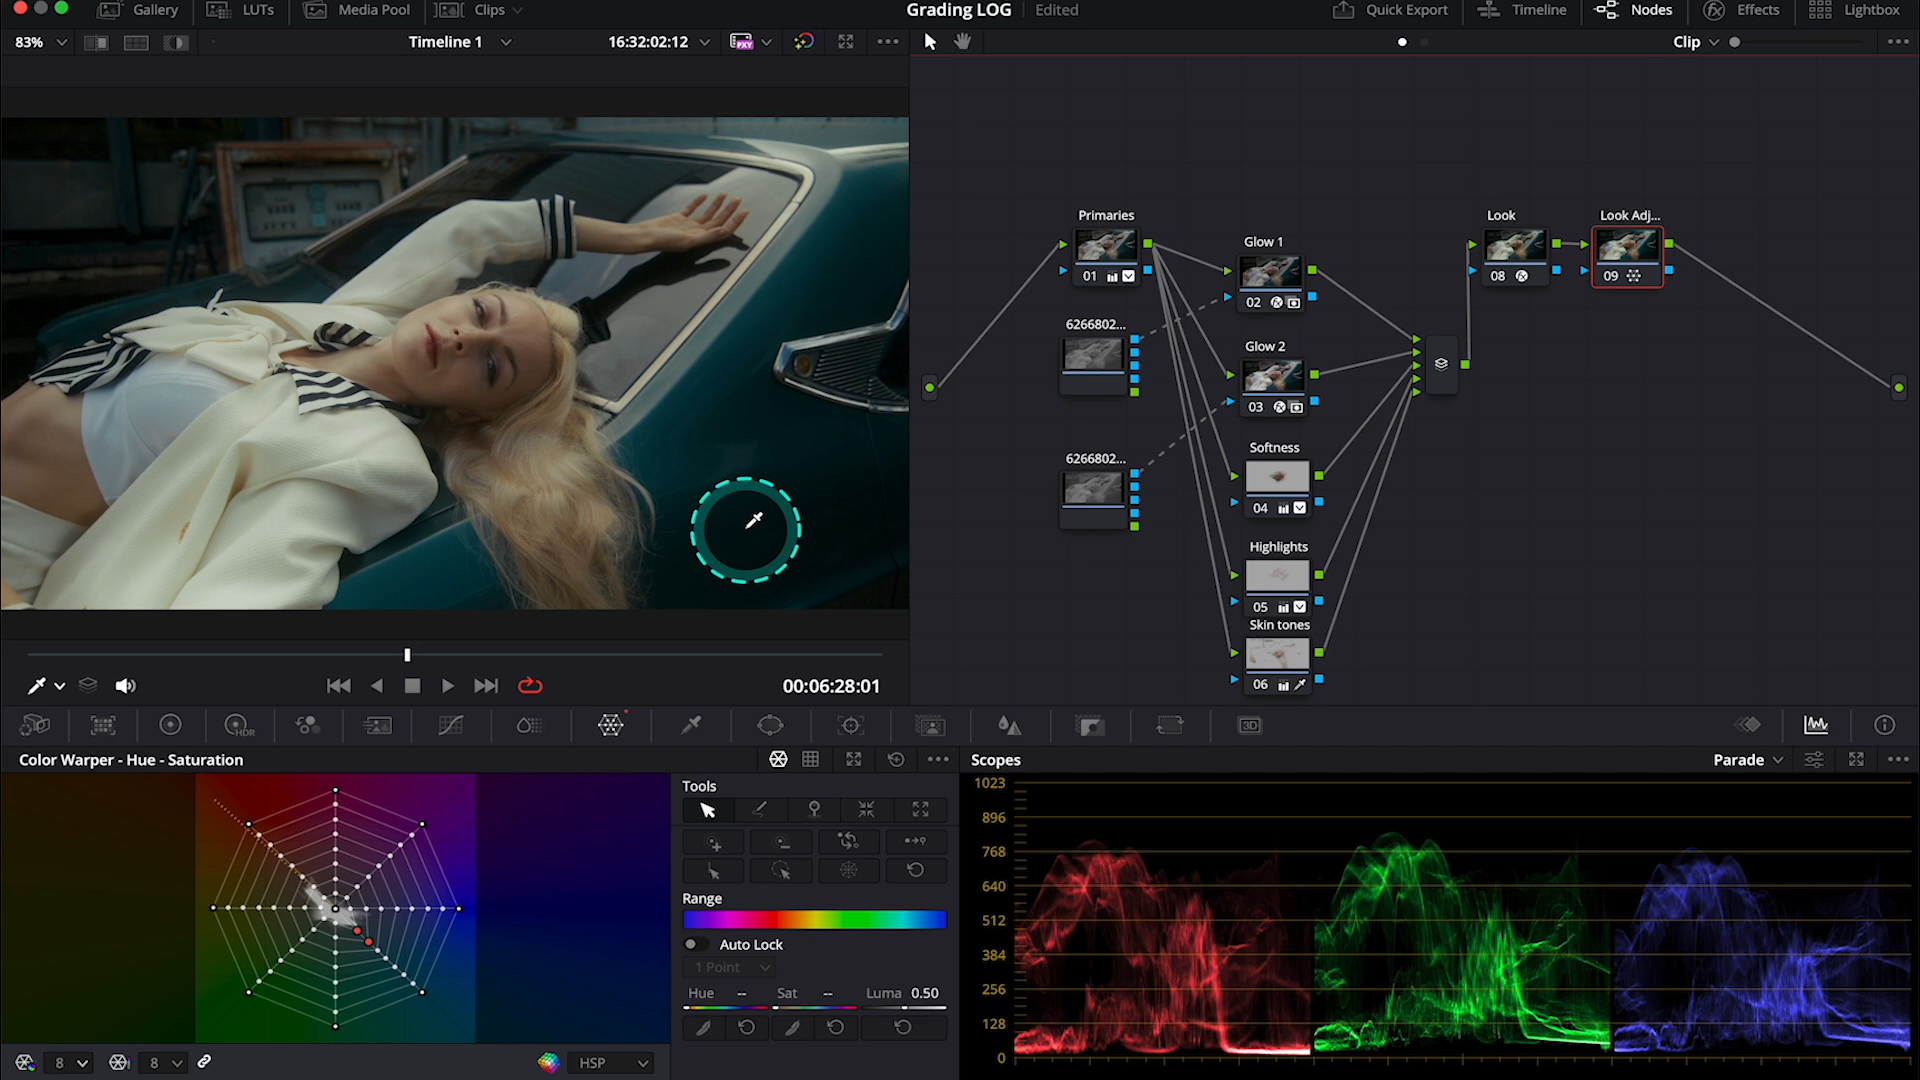 Gallery
LUTs
Media Pool
Clips
Grading LOG
Edited
Quick Export
Timeline
Nodes
Effects
Lightbox
83%
Timeline 1
16:32:02:12
PXY
Clip
Primaries
01
Glow 1
02
6266802...
Glow 2
03
6266802...
Softness
04
Highlights
05
Skin tones
06
Look
08
Look Adj...
09
00:06:28:01
HDR
3D
Color Warper - Hue - Saturation
Tools
Range
Auto Lock
1 Point
Hue -- Sat -- Luma 0.50
8
8
HSP
Scopes
Parade
1023
896
768
640
512
384
256
128
0